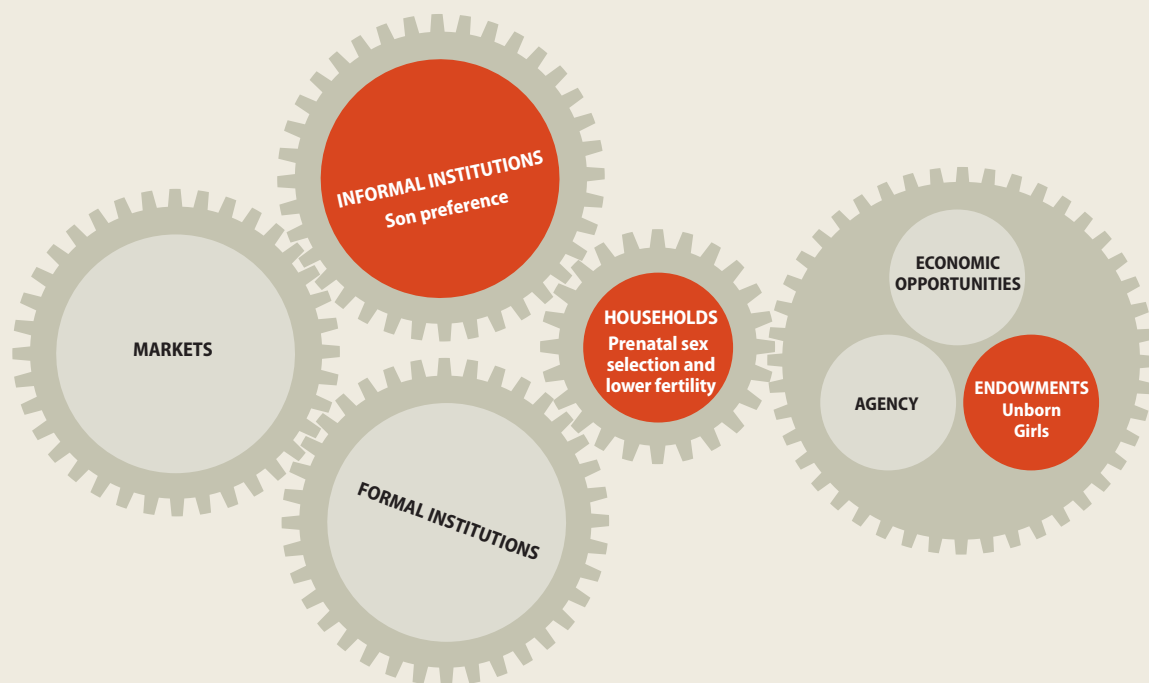 INFORMAL INSTITUTIONS
Son preference
MARKETS
FORMAL INSTITUTIONS
HOUSEHOLDS
Prenatal sex
selection and
lower fertility
ECONOMIC
OPPORTUNITIES
AGENCY
ENDOWMENTS
Unborn
Girls